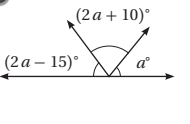 (2a + 10)°
(2a − 15)° a°